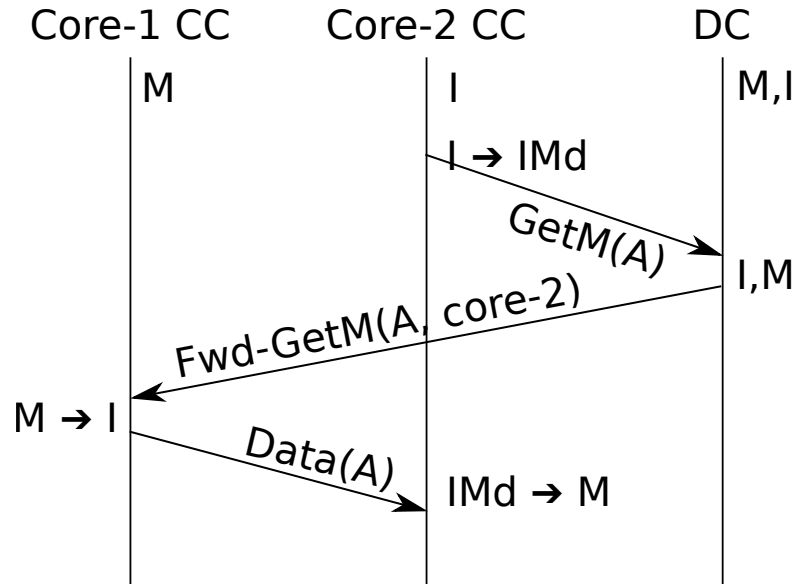 Core-1 CC Core-2 CC DC
M I M,I
I ➔ IMd
GetM(A)
I,M
Fwd-GetM(A, core-2)
M ➔ I
Data(A)
IMd ➔ M